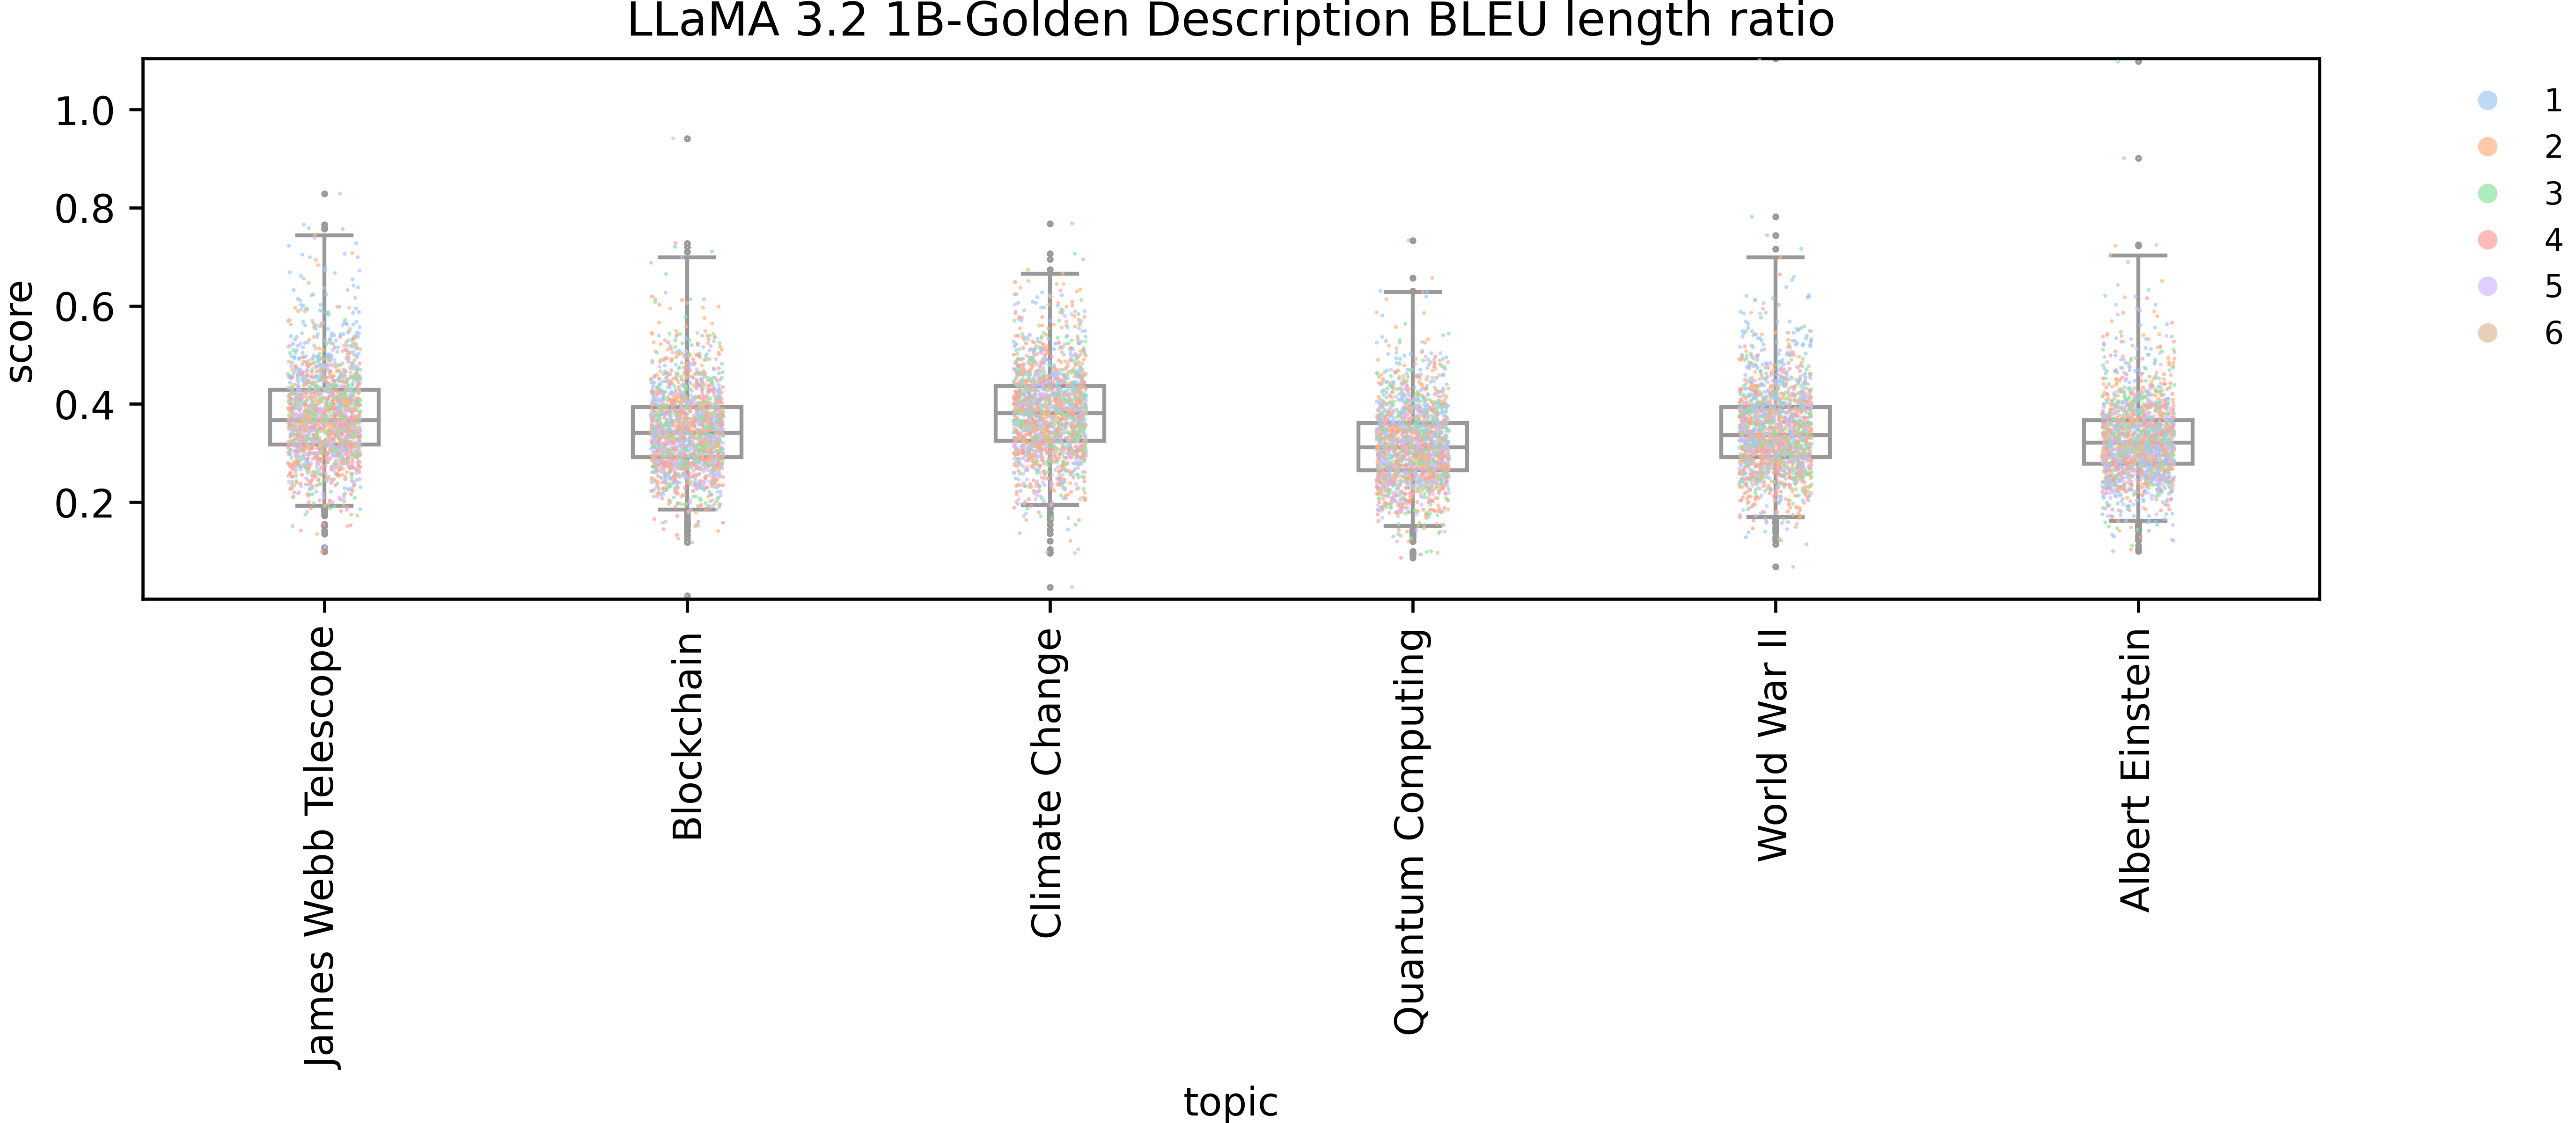 LLaMA 3.2 1B-Golden Description BLEU length ratio
score
1.0
0.8
0.6
0.4
0.2
1
2
3
4
5
6
James Webb Telescope
Blockchain
Climate Change
Quantum Computing
World War II
Albert Einstein
topic